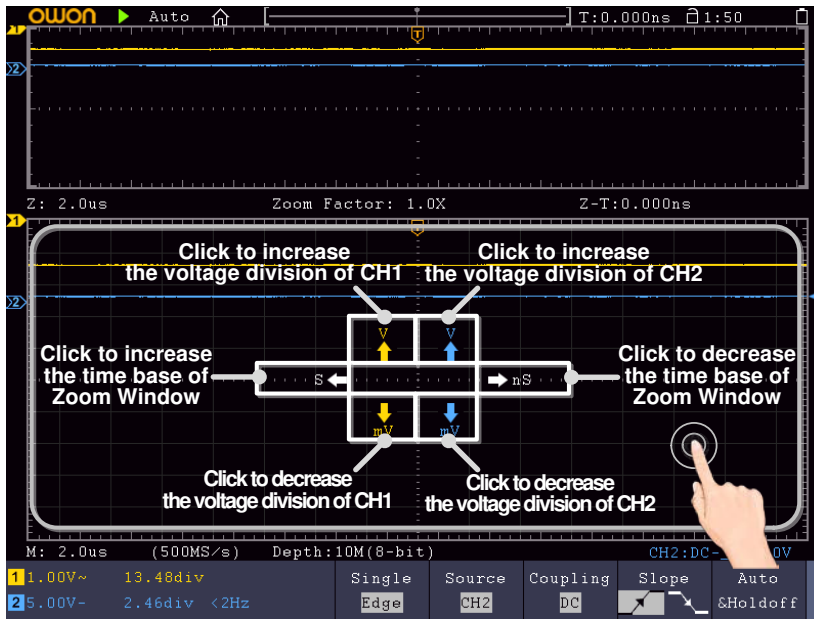 owon Auto T:0.000ns 1:50
T
1
2
Z: 2.0us Zoom Factor: 1.0X Z-T:0.000ns
1
T
Click to increase
the voltage division of CH1
Click to increase
the voltage division of CH2
2
V V
Click to increase
the time base of
Zoom Window
S nS
Click to decrease
the time base of
Zoom Window
mV mV
Click to decrease
the voltage division of CH1
Click to decrease
the voltage division of CH2
M: 2.0us (500MS/s) Depth:10M(8-bit) CH2:DC-
1 1.00V~ 13.48div
2 5.00V- 2.46div <2Hz
Single
Edge
Source
CH2
Coupling
DC
Slope
Auto
&Holdoff